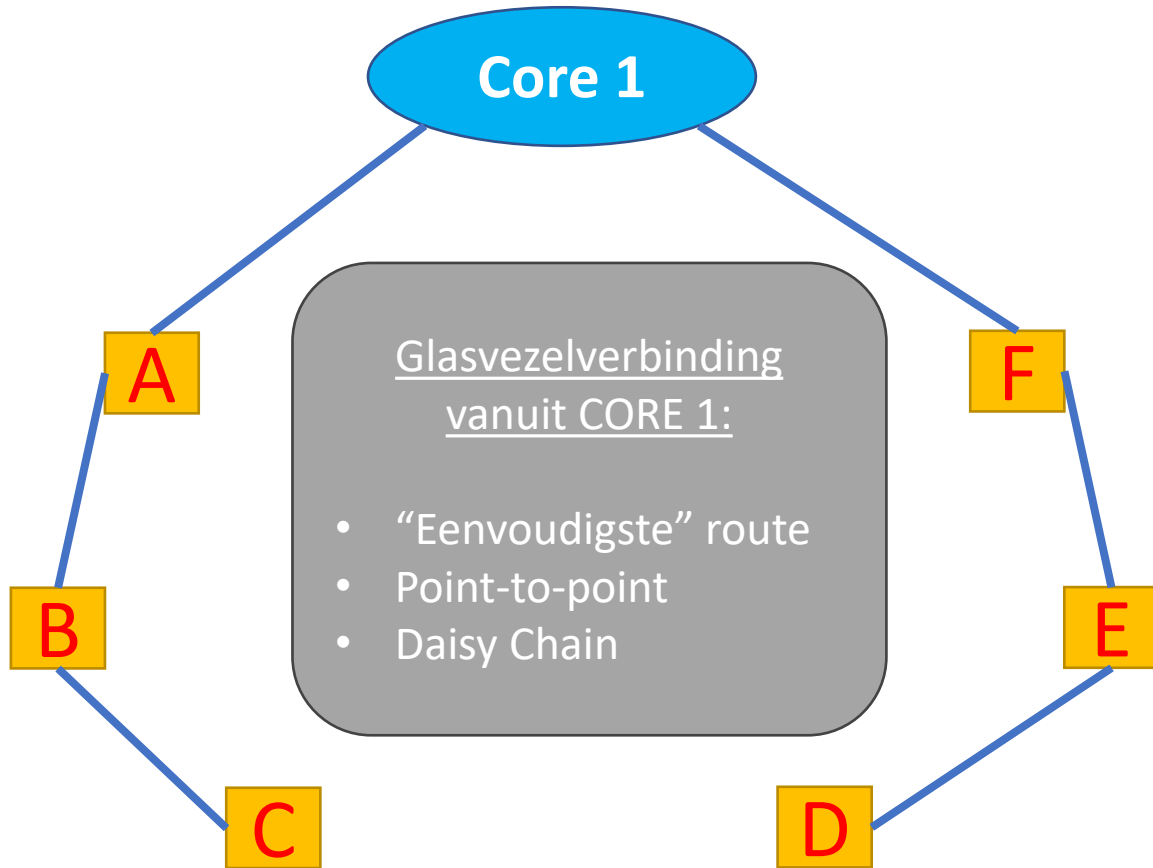 Core 1
A
F
Glasvezelverbinding
vanuit CORE 1:
• “Eenvoudigste” route
• Point-to-point
• Daisy Chain
B
E
C
D